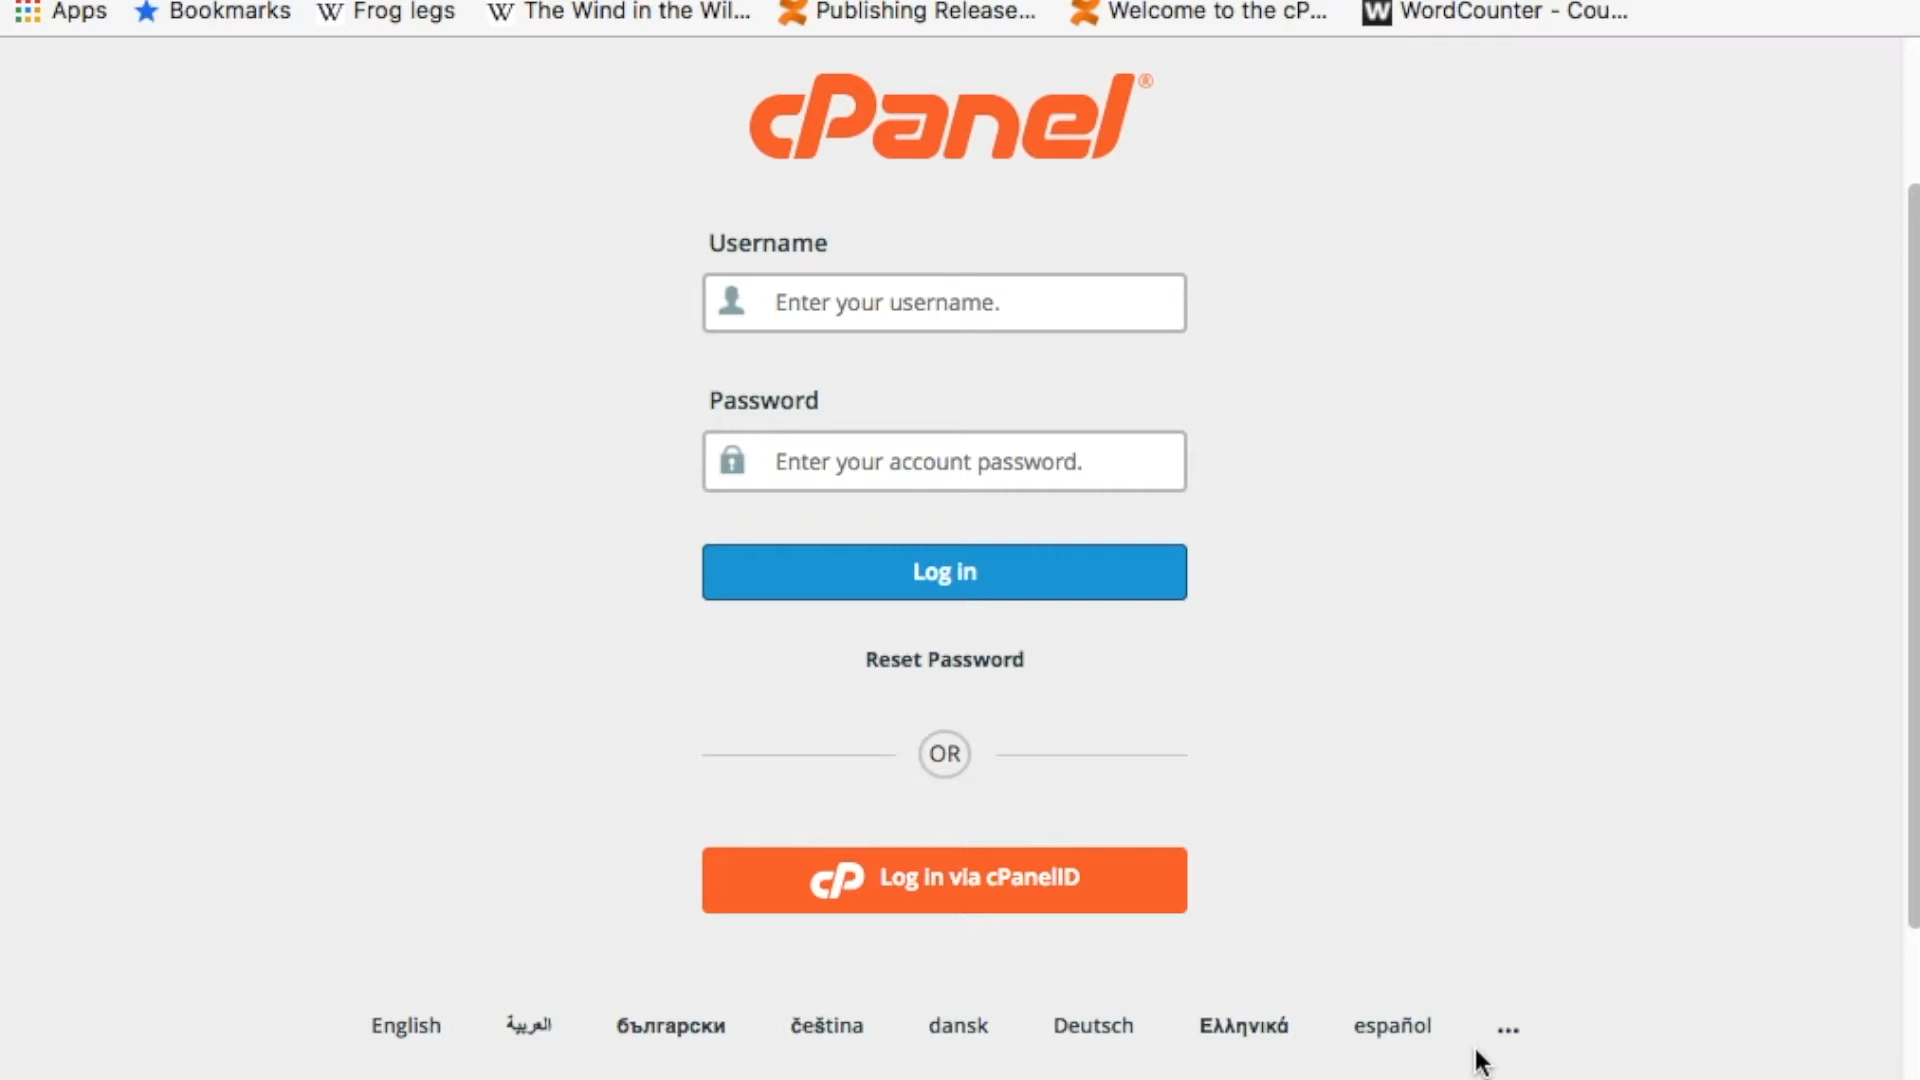 Apps Bookmarks W Frog legs W The Wind in the Wil... Publishing Release... Welcome to the cP... W WordCounter - Cou...
cPanel®
Username
Enter your username.
Password
Enter your account password.
Log in
Reset Password
OR
cP Log in via cPanelID
English العربية български čeština dansk Deutsch Ελληνικά español ...